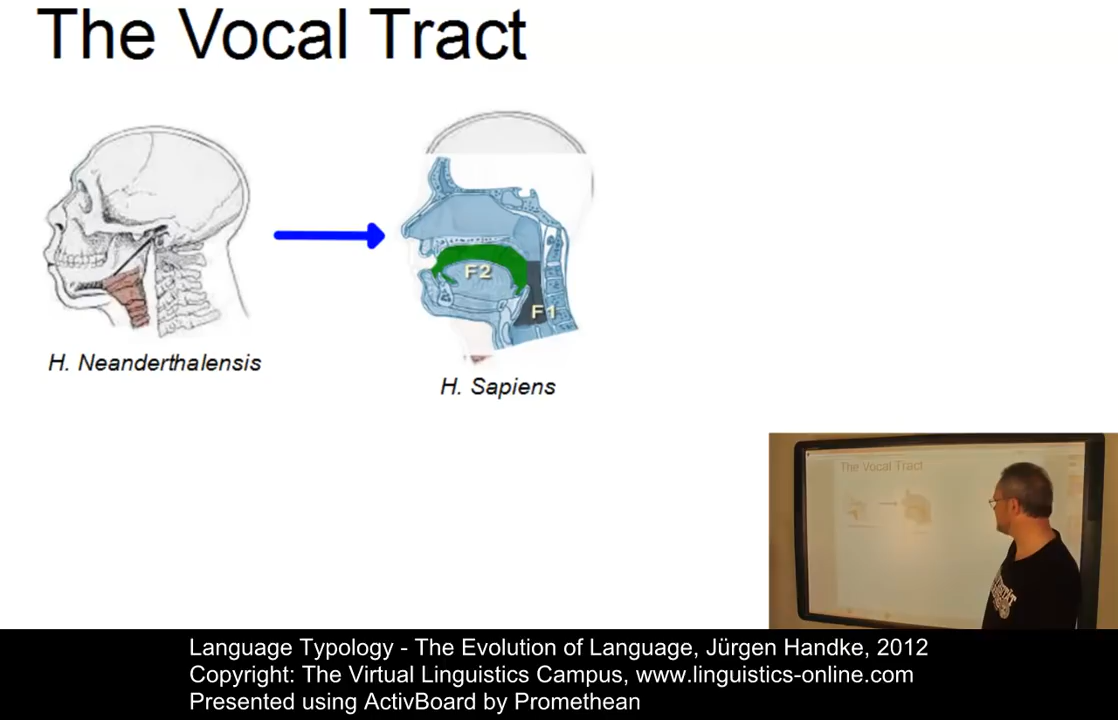 The Vocal Tract
F2
F1
H. Neanderthalensis
H. Sapiens
The Vocal Tract
Language Typology - The Evolution of Language, Jürgen Handke, 2012
Copyright: The Virtual Linguistics Campus, www.linguistics-online.com
Presented using ActivBoard by Promethean